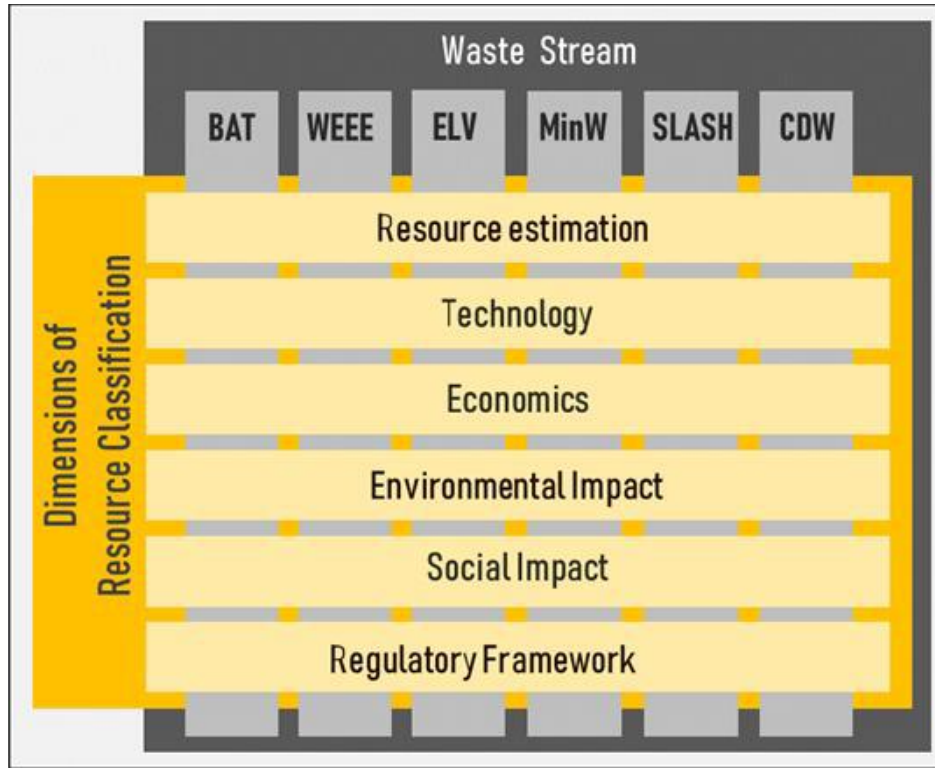 Waste Stream
BAT WEEE ELV MinW SLASH CDW
Dimensions of
Resource Classification
Resource estimation
Technology
Economics
Environmental Impact
Social Impact
Regulatory Framework